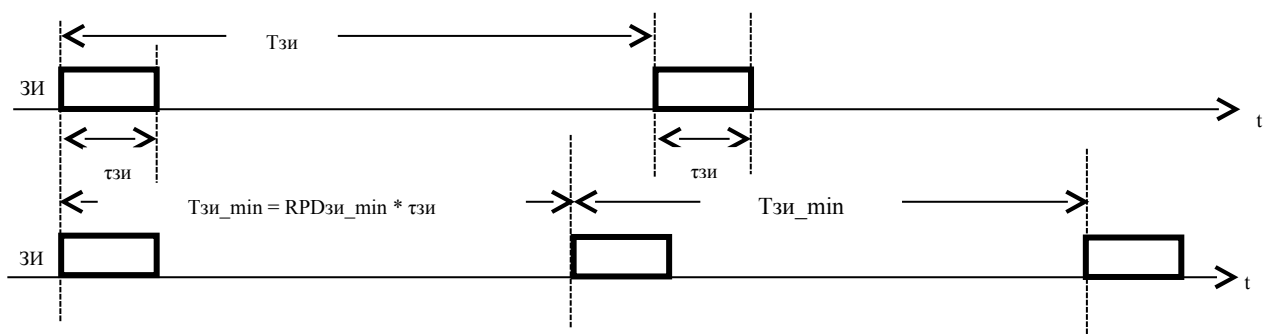 Tзи
ЗИ
t
τзи
τзи
Tзи_min = RPDзи_min * τзи
Tзи_min
ЗИ
t